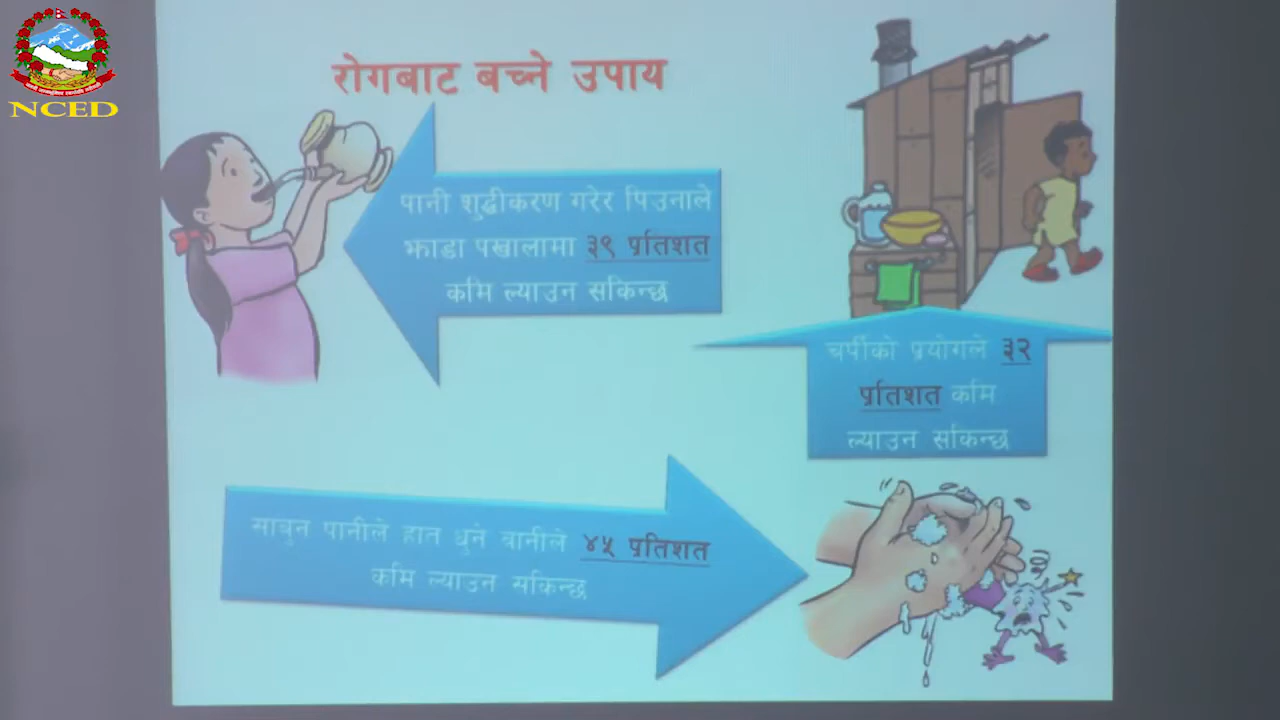 NCED
रोगबाट बच्ने उपाय
पानी शुद्धीकरण गरेर पिउनाले
झाडा पखालामा ३९ प्रतिशत
कमि ल्याउन सकिन्छ
चर्पीको प्रयोगले ३२
प्रतिशत कमि
ल्याउन सकिन्छ
साबुन पानीले हात धुने बानीले ४५ प्रतिशत
कमि ल्याउन सकिन्छ